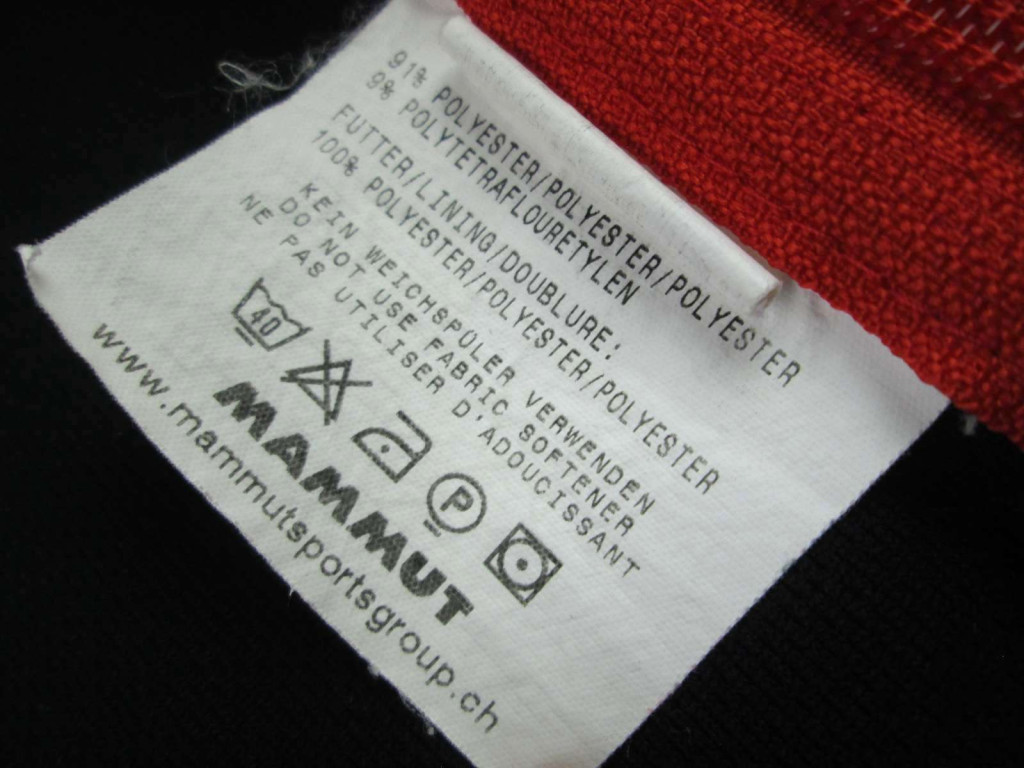 91% POLYESTER/POLYESTER/POLYESTER
9% POLYTETRAFLOURETYLEN
FUTTER/LINING/DOUBLURE:
100% POLYESTER/POLYESTER/POLYESTER
KEIN WEICHSPÜLER VERWENDEN
DO NOT USE FABRIC SOFTENER
NE PAS UTILISER D'ADOUCISSANT
40
P
MAMMUT
www.mammutsportsgroup.ch